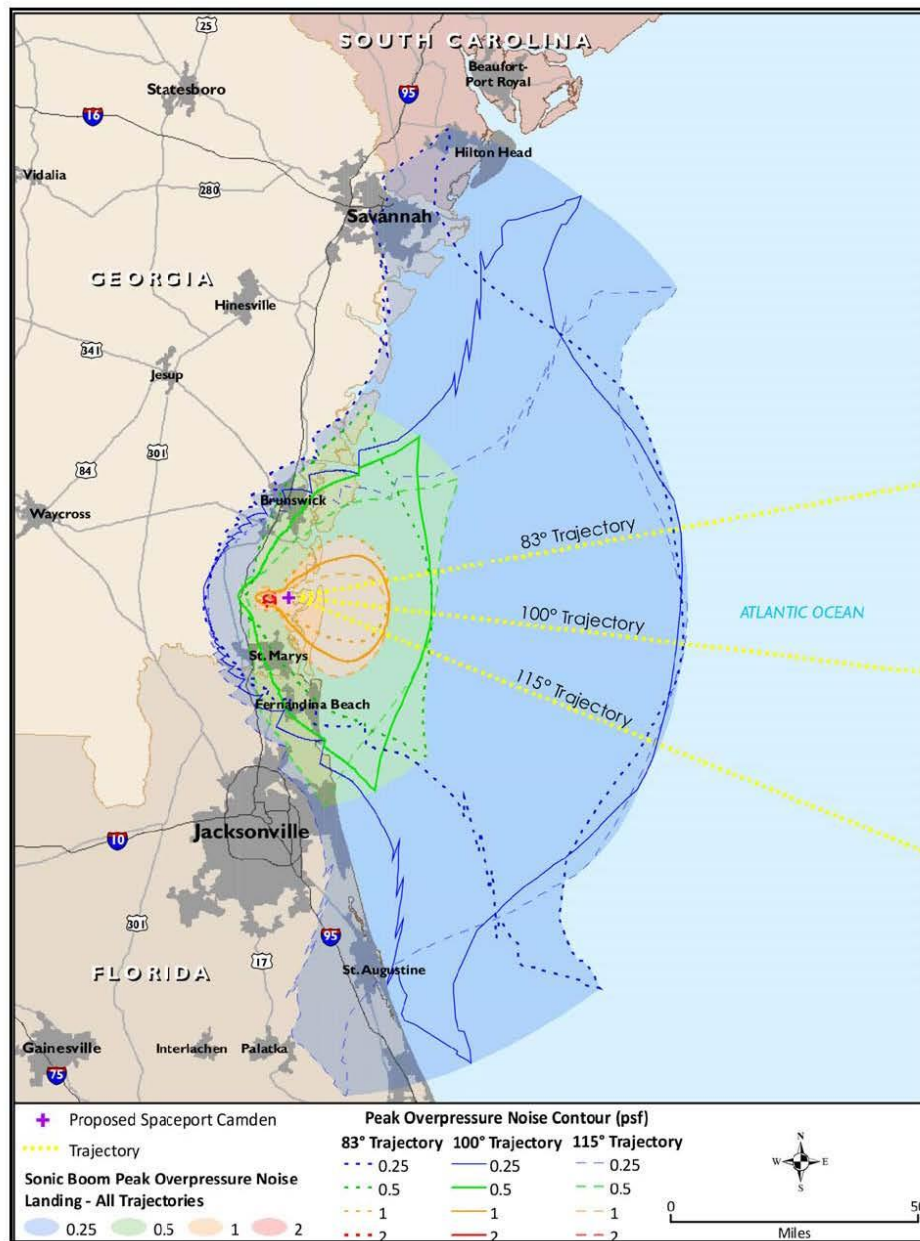 25
SOUTH CAROLINA
Beaufort-
Port Royal
Statesboro
95
16
Hilton Head
Vidalia
280
Savannah
GEORGIA
Hinesville
341
Jesup
301
84
Brunswick
Waycross
83° Trajectory
100° Trajectory
ATLANTIC OCEAN
St. Marys
115° Trajectory
Fernandina Beach
Jacksonville
10
301
95
17
St. Augustine
FLORIDA
Gainesville
Interlachen
Palatka
75
Proposed Spaceport Camden
Trajectory
Sonic Boom Peak Overpressure Noise
Landing - All Trajectories
0.25 0.5 1 2
Peak Overpressure Noise Contour (psf)
83° Trajectory 100° Trajectory 115° Trajectory
0.25 0.25 0.25
0.5 0.5 0.5
1 1 1
2 2 2
N
W E
S
0 50
Miles